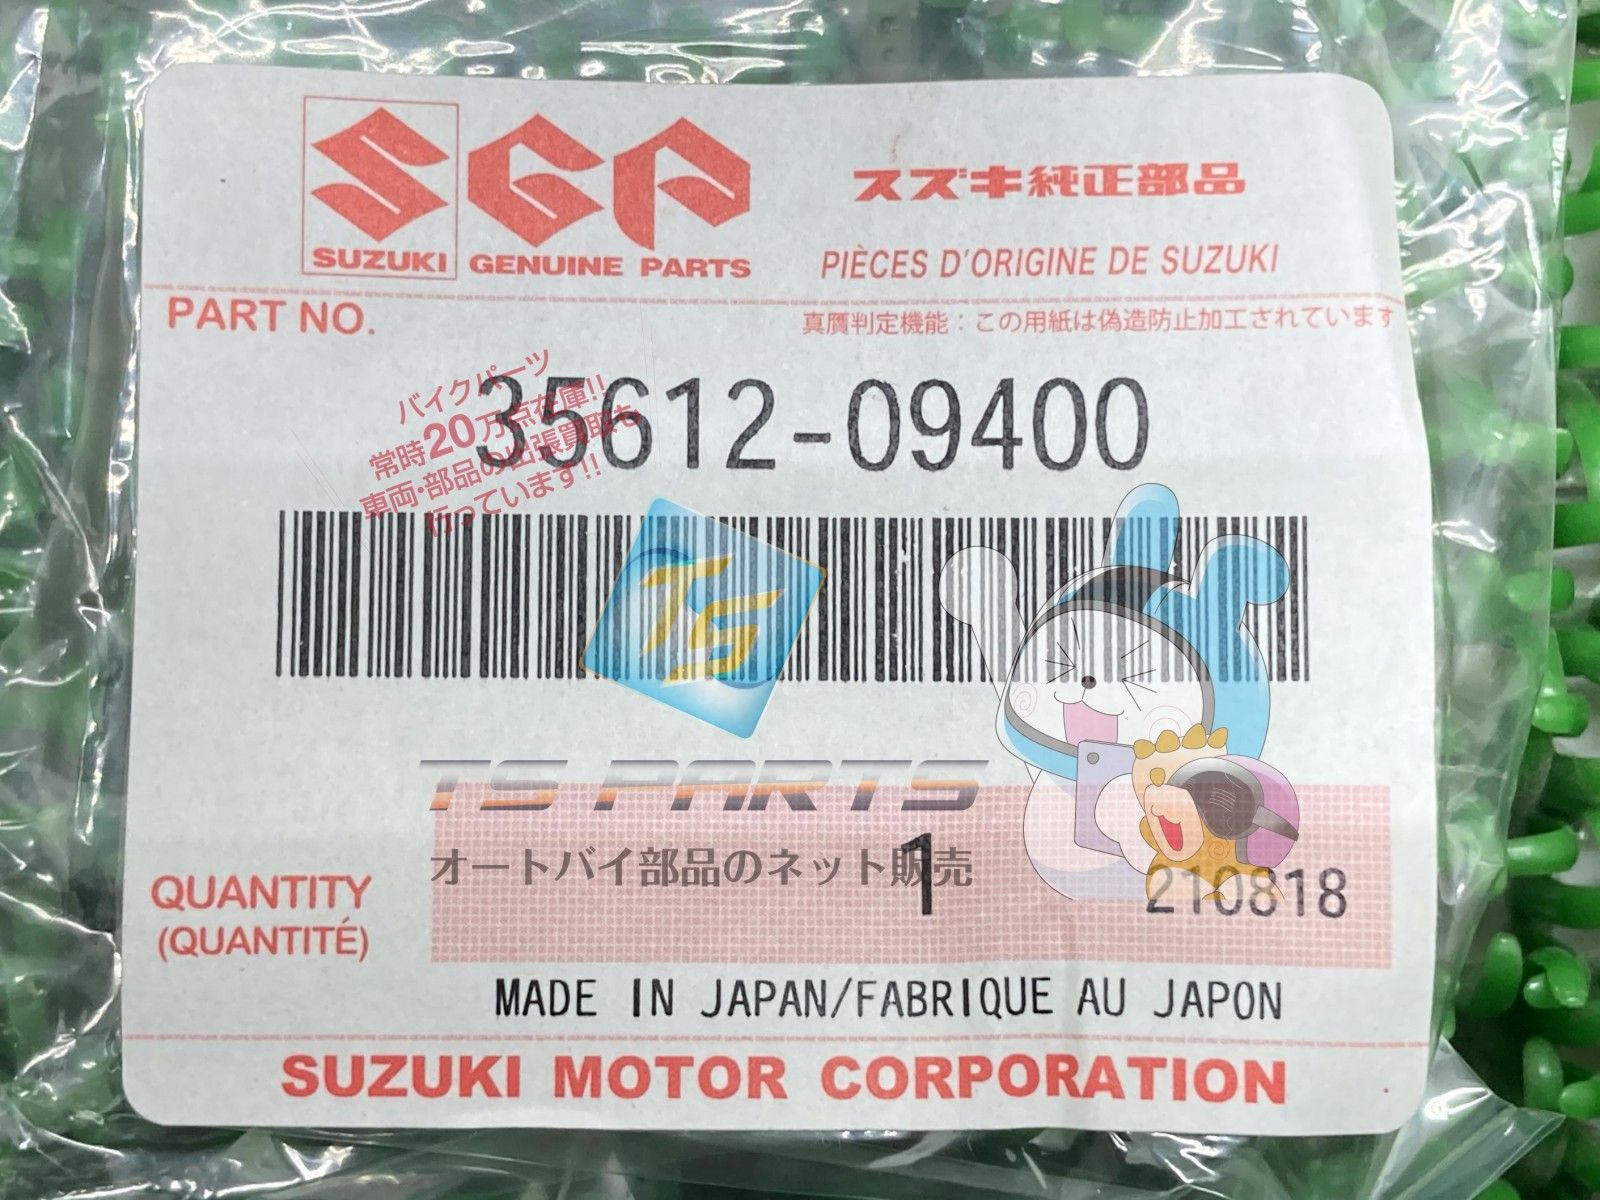 SUZUKI GENUINE PARTS
スズキ純正部品
PIÈCES D'ORIGINE DE SUZUKI
PART NO.
真贋判定機能：この用紙は偽造防止加工されています
35612-09400
バイクパーツ
常時20万点在庫!!
車両・部品の出張買取も
行っています!!
TS
TS PARTS
オートバイ部品のネット販売
QUANTITY
(QUANTITÉ)
1
210818
MADE IN JAPAN/FABRIQUE AU JAPON
SUZUKI MOTOR CORPORATION